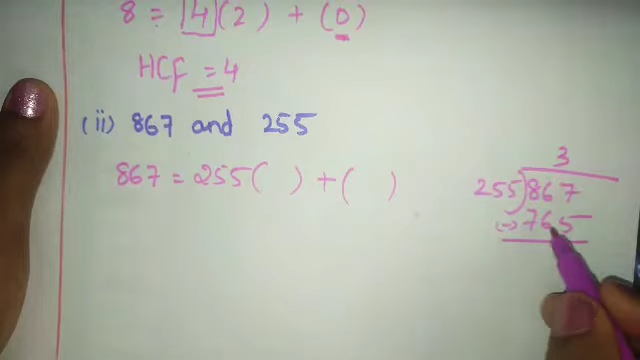 8 = 4 (2) + (0)
HCF = 4
(ii) 867 and 255
867 = 255 ( ) + ( )
3
255)867
(-) 765